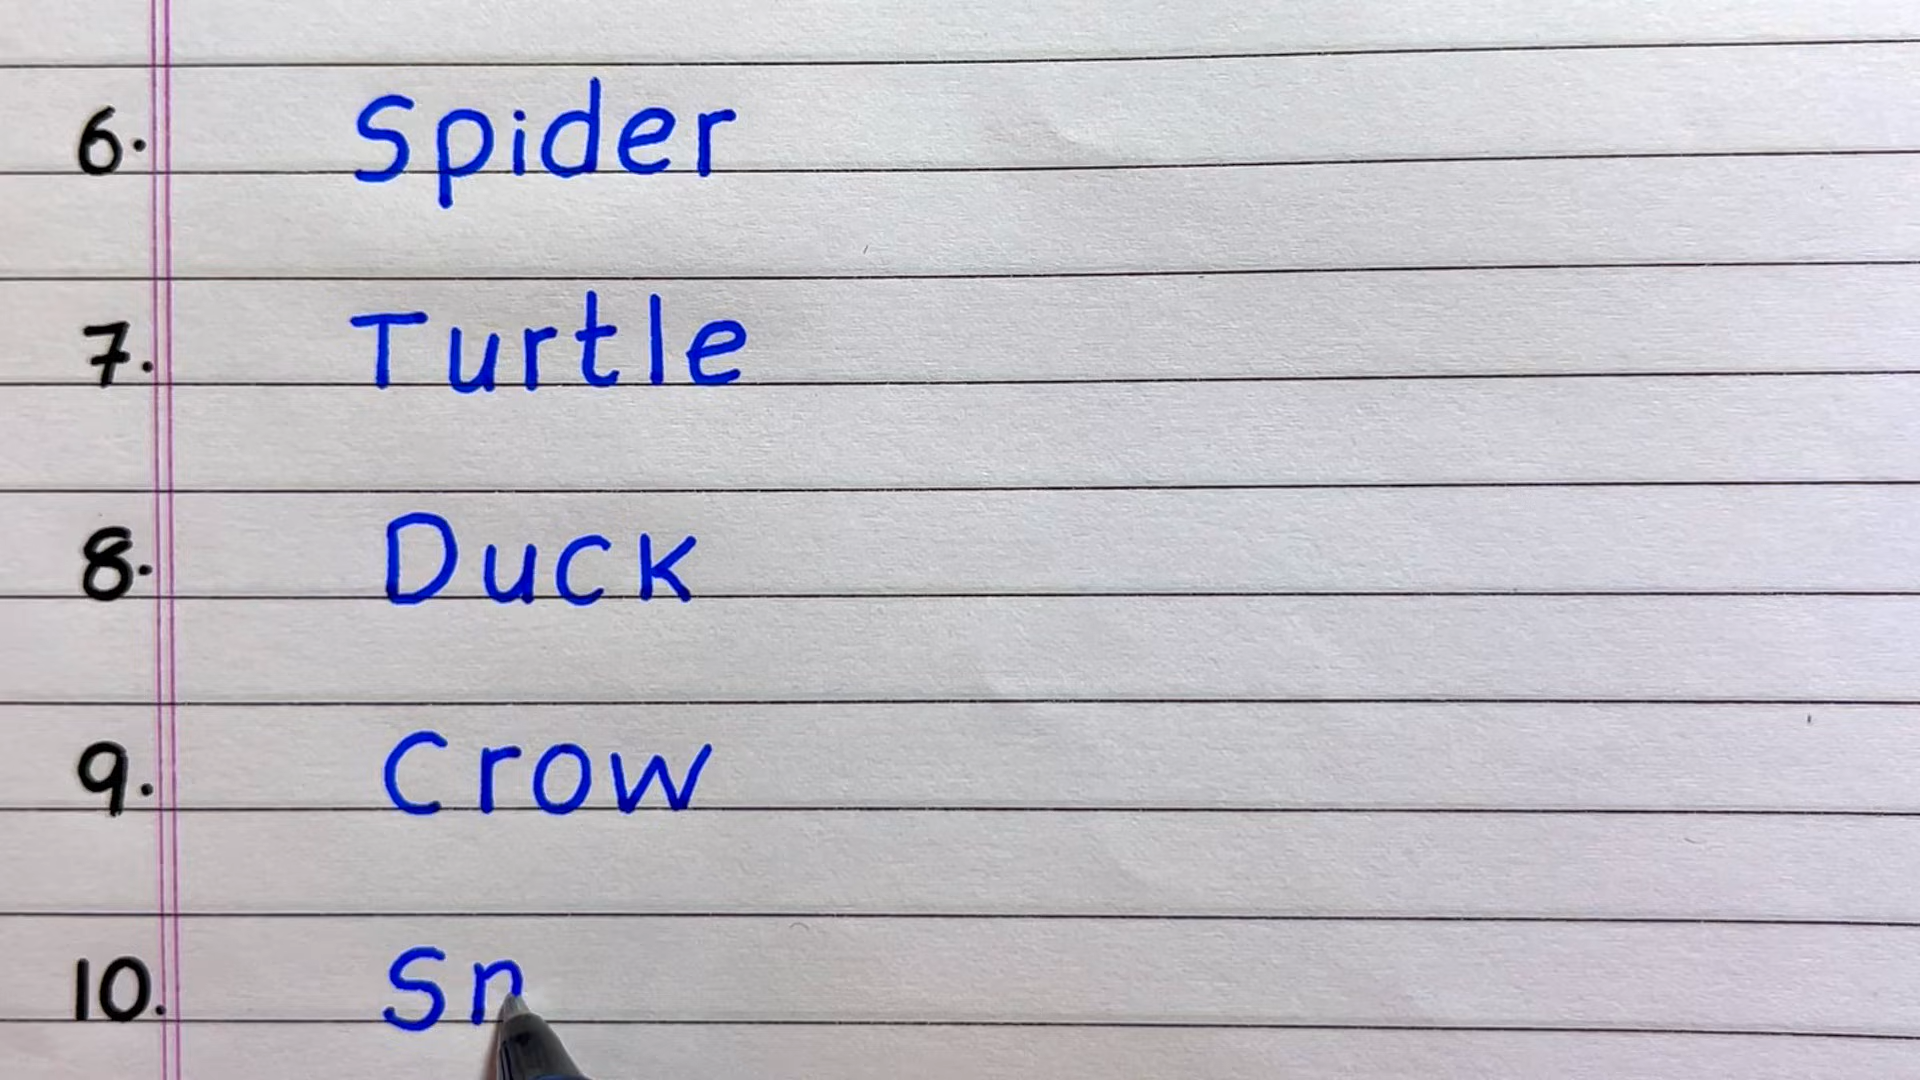 6. Spider
7. Turtle
8. Duck
9. Crow
10. Sn